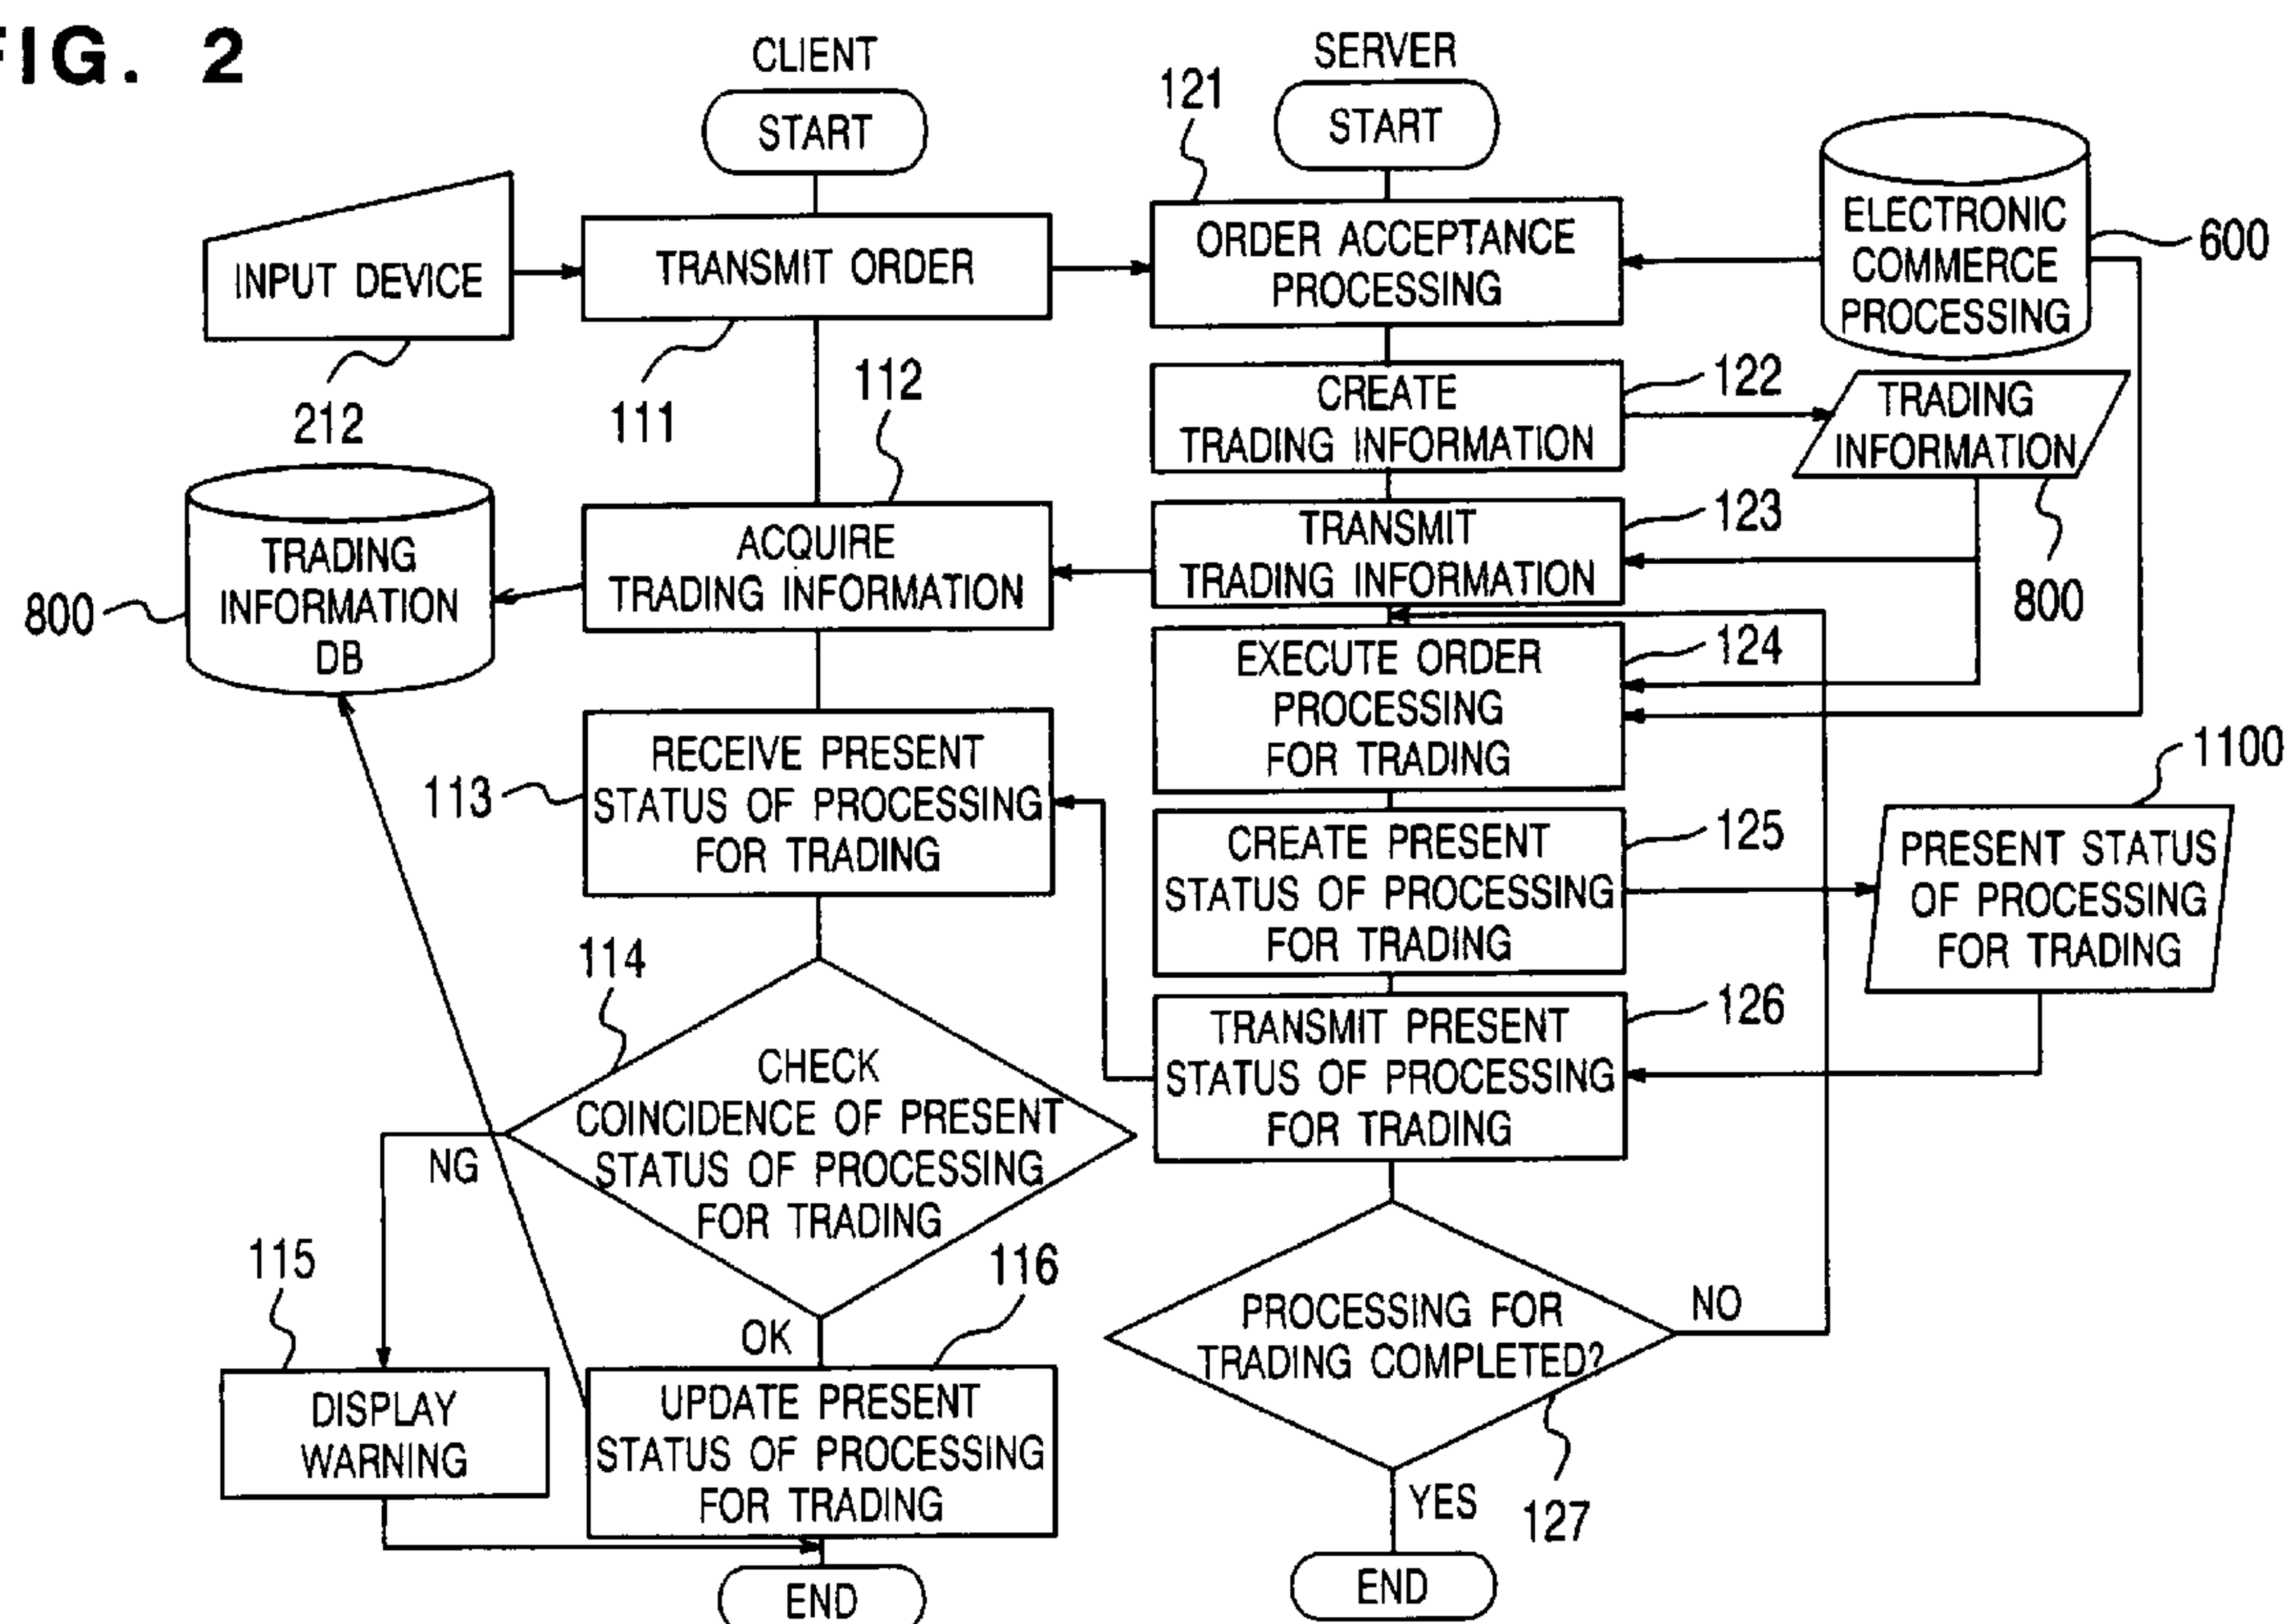 FIG. 2
CLIENT
START
SERVER
START
121
INPUT DEVICE
212
TRANSMIT ORDER
111
ORDER ACCEPTANCE
PROCESSING
ELECTRONIC
COMMERCE
PROCESSING
600
112
CREATE
TRADING INFORMATION
122
TRADING
INFORMATION
800
TRADING
INFORMATION
DB
800
ACQUIRE
TRADING INFORMATION
TRANSMIT
TRADING INFORMATION
123
EXECUTE ORDER
PROCESSING
FOR TRADING
124
RECEIVE PRESENT
STATUS OF PROCESSING
FOR TRADING
113
CREATE PRESENT
STATUS OF PROCESSING
FOR TRADING
125
1100
PRESENT STATUS
OF PROCESSING
FOR TRADING
114
CHECK
COINCIDENCE OF PRESENT
STATUS OF PROCESSING
FOR TRADING
TRANSMIT PRESENT
STATUS OF PROCESSING
FOR TRADING
126
NG
OK
115
DISPLAY
WARNING
116
UPDATE PRESENT
STATUS OF PROCESSING
FOR TRADING
END
PROCESSING FOR
TRADING COMPLETED?
NO
127
YES
END